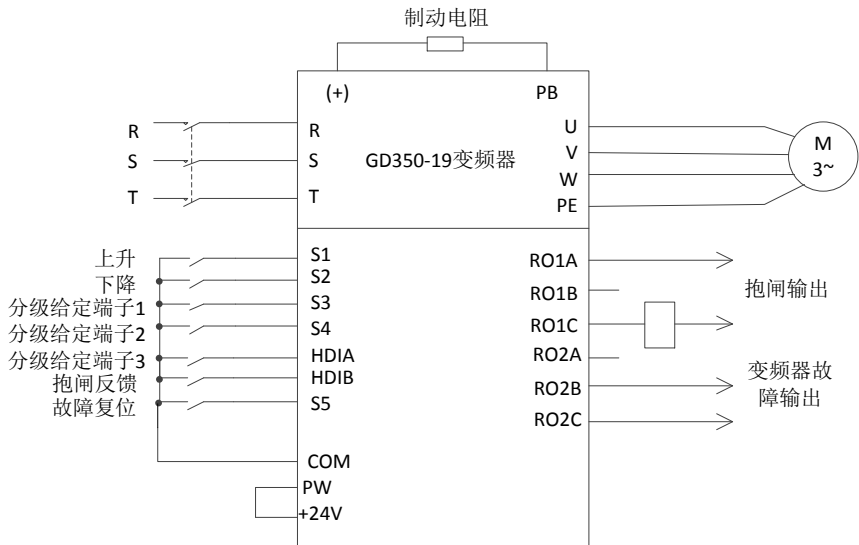 制动电阻
(+)
PB
R
R
S
S
T
T
GD350-19变频器
U
V
W
PE
M
3~
上升
S1
下降
S2
分级给定端子1
S3
分级给定端子2
S4
分级给定端子3
HDIA
抱闸反馈
HDIB
故障复位
S5
COM
PW
+24V
RO1A
RO1B
RO1C
RO2A
RO2B
RO2C
抱闸输出
变频器故
障输出